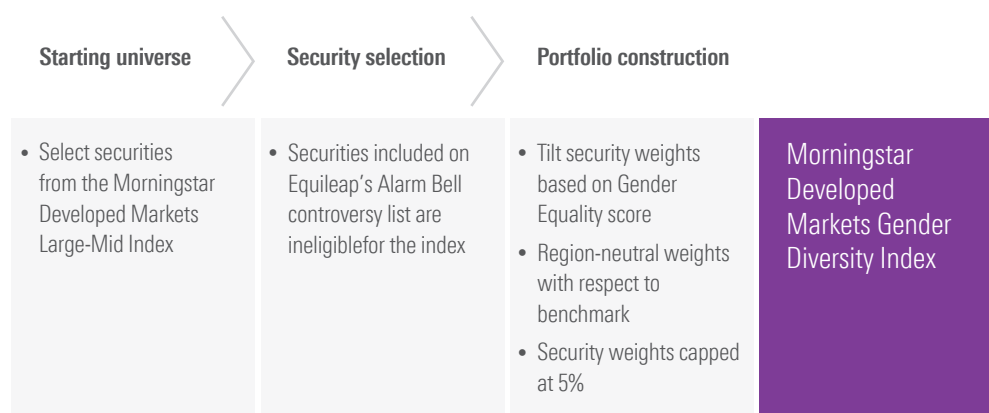 Starting universe
Security selection
Portfolio construction
• Select securities
from the Morningstar
Developed Markets
Large-Mid Index
• Securities included on
Equileap's Alarm Bell
controversy list are
ineligiblefor the index
• Tilt security weights
based on Gender
Equality score
• Region-neutral weights
with respect to
benchmark
• Security weights capped
at 5%
Morningstar
Developed
Markets Gender
Diversity Index